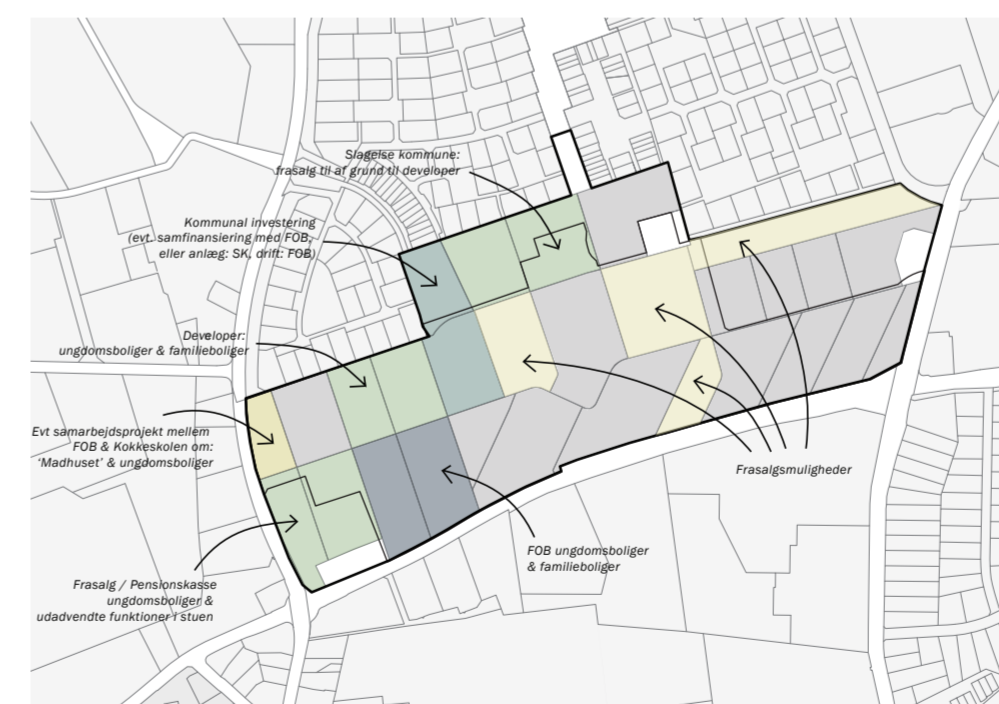 Slagelse kommune:
frasalg til af grund til developer
Kommunal investering
(evt. samfinansiering med FOB,
eller anlæg: SK, drift: FOB)
Developer:
ungdomsboliger & familieboliger
Evt samarbejdsprojekt mellem
FOB & Kokkeskolen om:
'Madhuset' & ungdomsboliger
Frasalgsmuligheder
FOB ungdomsboliger
& familieboliger
Frasalg / Pensionskasse
ungdomsboliger &
udadvendte funktioner i stuen